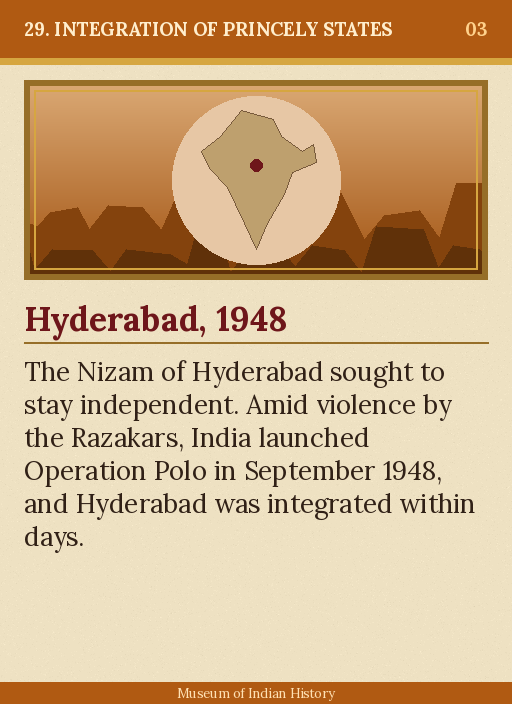 29. INTEGRATION OF PRINCELY STATES 03
Hyderabad, 1948
The Nizam of Hyderabad sought to
stay independent. Amid violence by
the Razakars, India launched
Operation Polo in September 1948,
and Hyderabad was integrated within
days.
Museum of Indian History